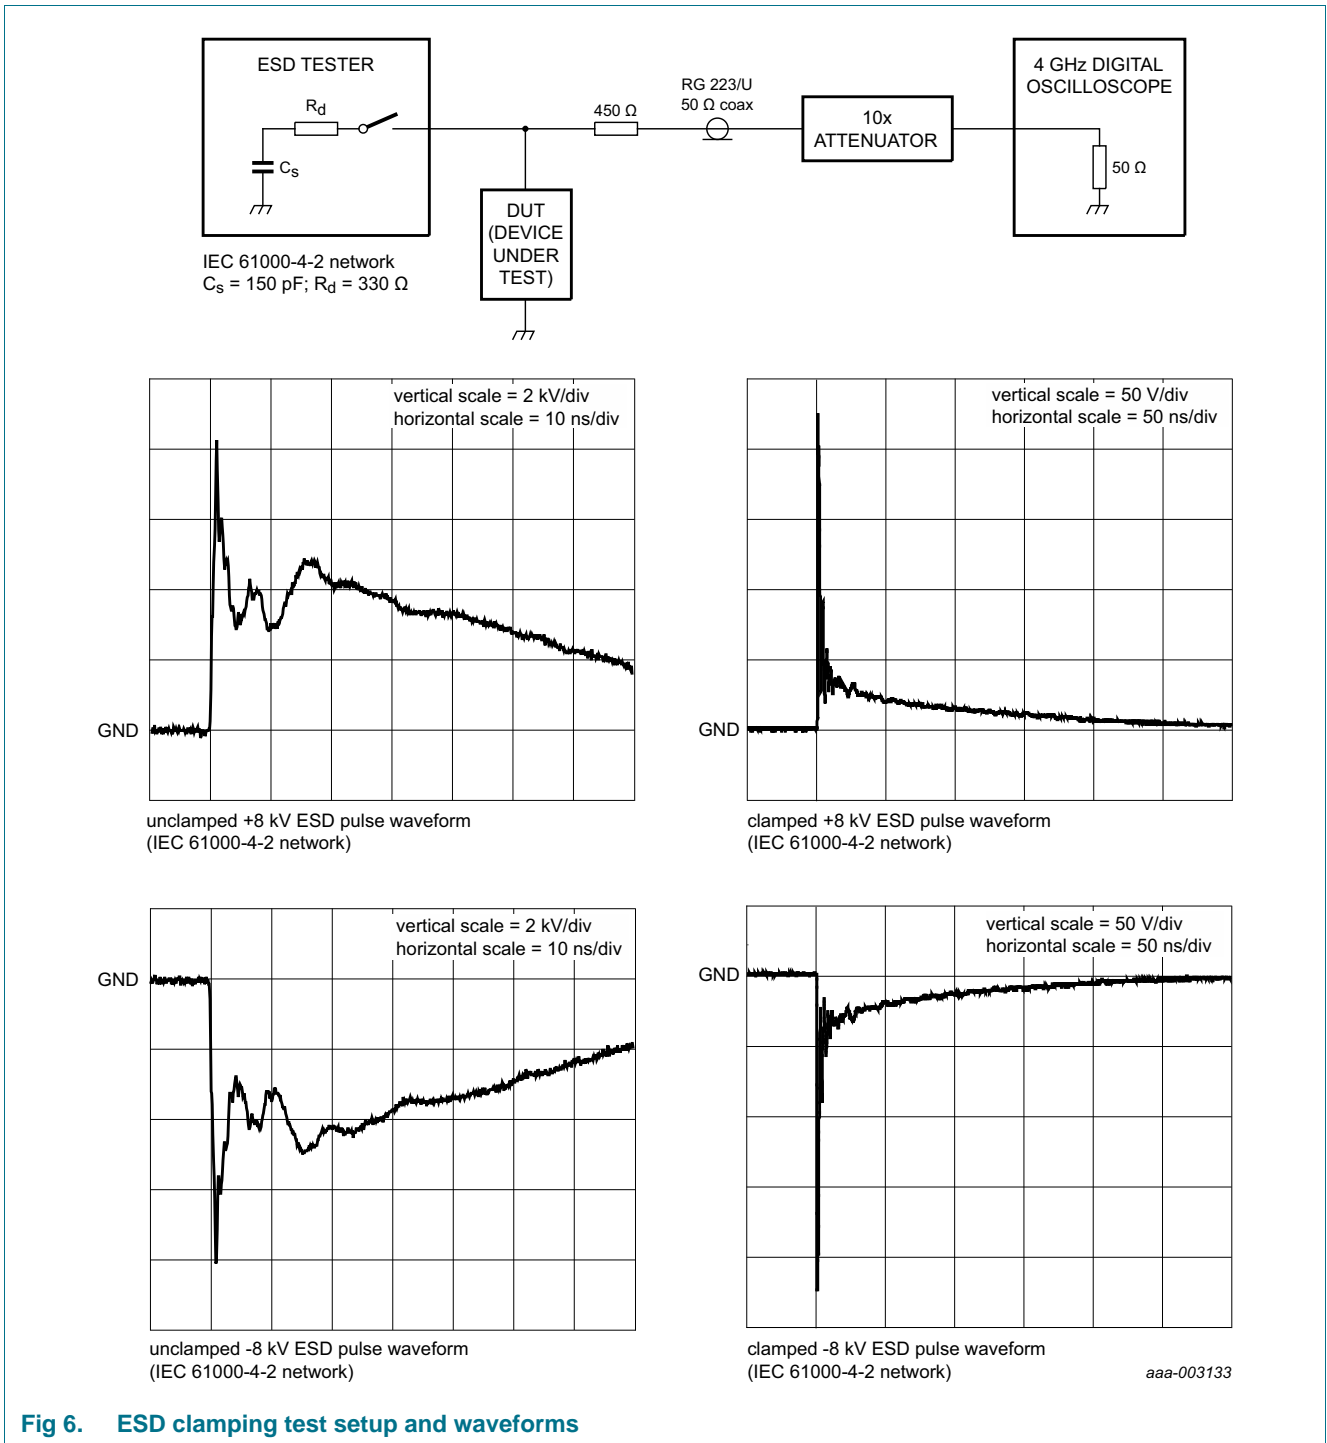 ESD TESTER
Rd
Cs
IEC 61000-4-2 network
Cs = 150 pF; Rd = 330 Ω
DUT
(DEVICE
UNDER
TEST)
450 Ω
RG 223/U
50 Ω coax
10x
ATTENUATOR
4 GHz DIGITAL
OSCILLOSCOPE
50 Ω
vertical scale = 2 kV/div
horizontal scale = 10 ns/div
GND
unclamped +8 kV ESD pulse waveform
(IEC 61000-4-2 network)
vertical scale = 50 V/div
horizontal scale = 50 ns/div
GND
clamped +8 kV ESD pulse waveform
(IEC 61000-4-2 network)
vertical scale = 2 kV/div
horizontal scale = 10 ns/div
GND
unclamped -8 kV ESD pulse waveform
(IEC 61000-4-2 network)
vertical scale = 50 V/div
horizontal scale = 50 ns/div
GND
clamped -8 kV ESD pulse waveform
(IEC 61000-4-2 network)
aaa-003133
Fig 6. ESD clamping test setup and waveforms